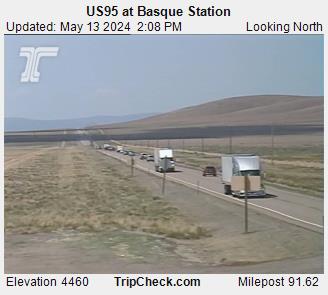 US95 at Basque Station
Updated: May 13 2024 2:08 PM Looking North
Elevation 4460 TripCheck.com Milepost 91.62